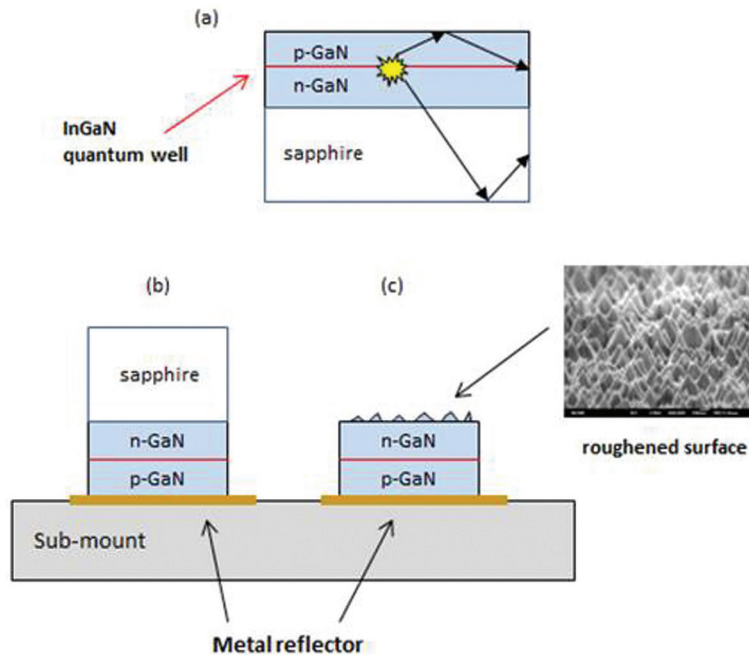 (a)
p-GaN
n-GaN
InGaN
quantum well
sapphire
(b)
(c)
sapphire
n-GaN
p-GaN
n-GaN
p-GaN
roughened surface
Sub-mount
Metal reflector